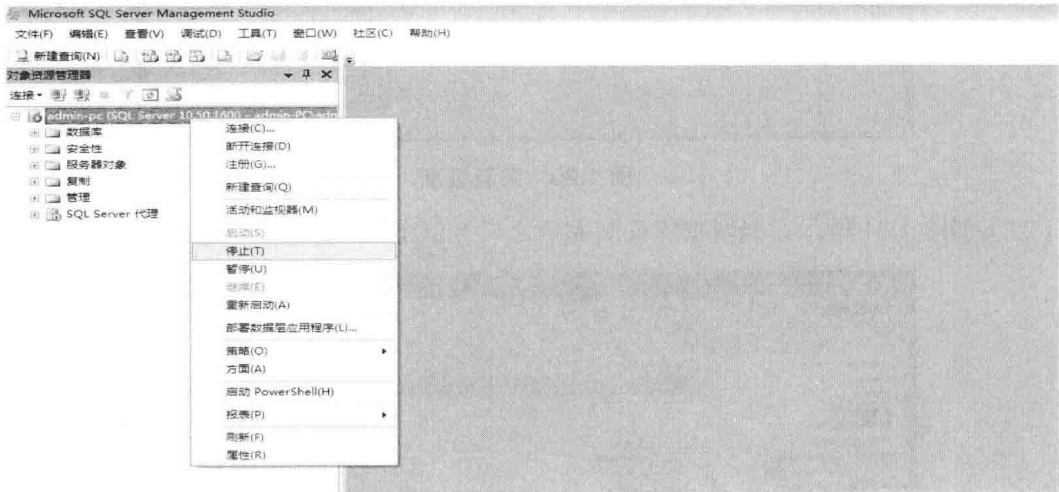 Microsoft SQL Server Management Studio
文件(F) 编辑(E) 查看(V) 调试(D) 工具(T) 窗口(W) 社区(C) 帮助(H)
新建查询(N)
对象资源管理器
连接
admin-pc (SQL Server 10.50.1600 - admin-PC\adm
数据库
安全性
服务器对象
复制
管理
SQL Server 代理
连接(C)...
断开连接(D)
注册(G)...
新建查询(Q)
活动和监视器(M)
启动(S)
停止(T)
暂停(U)
继续(E)
重新启动(A)
部署数据层应用程序(L)...
策略(O)
方面(A)
启动 PowerShell(H)
报表(P)
刷新(F)
属性(R)